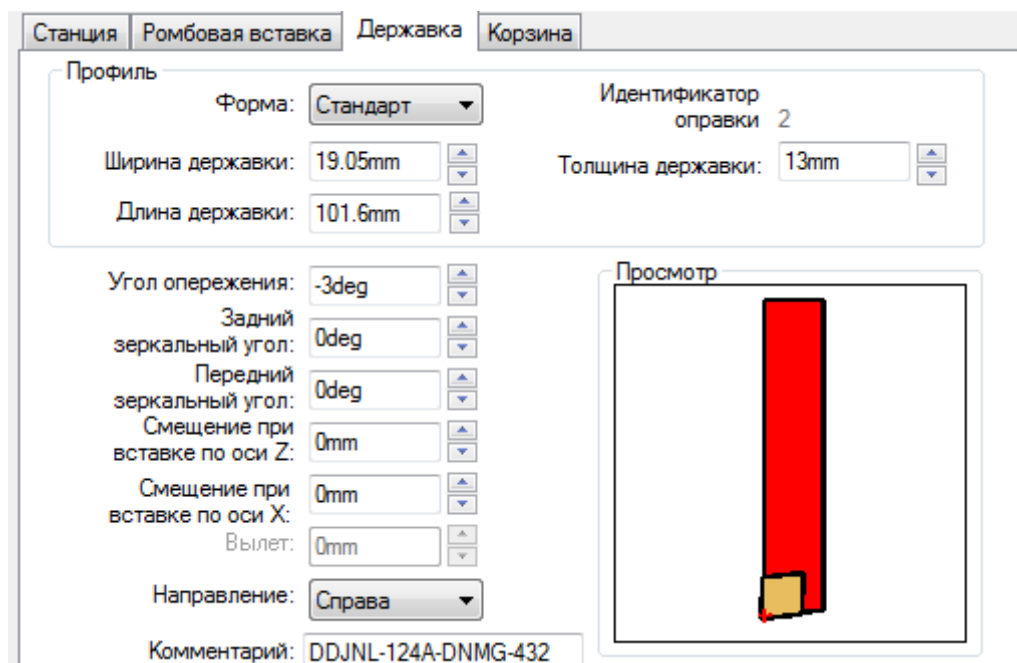 Станция Ромбовая вставка Державка Корзина
Профиль
Форма: Стандарт
Идентификатор
оправки 2
Ширина державки: 19.05mm
Толщина державки: 13mm
Длина державки: 101.6mm
Угол опережения: -3deg
Задний
зеркальный угол: 0deg
Передний
зеркальный угол: 0deg
Смещение при
вставке по оси Z: 0mm
Смещение при
вставке по оси X: 0mm
Вылет: 0mm
Направление: Справа
Комментарий: DDJNL-124A-DNMG-432
Просмотр